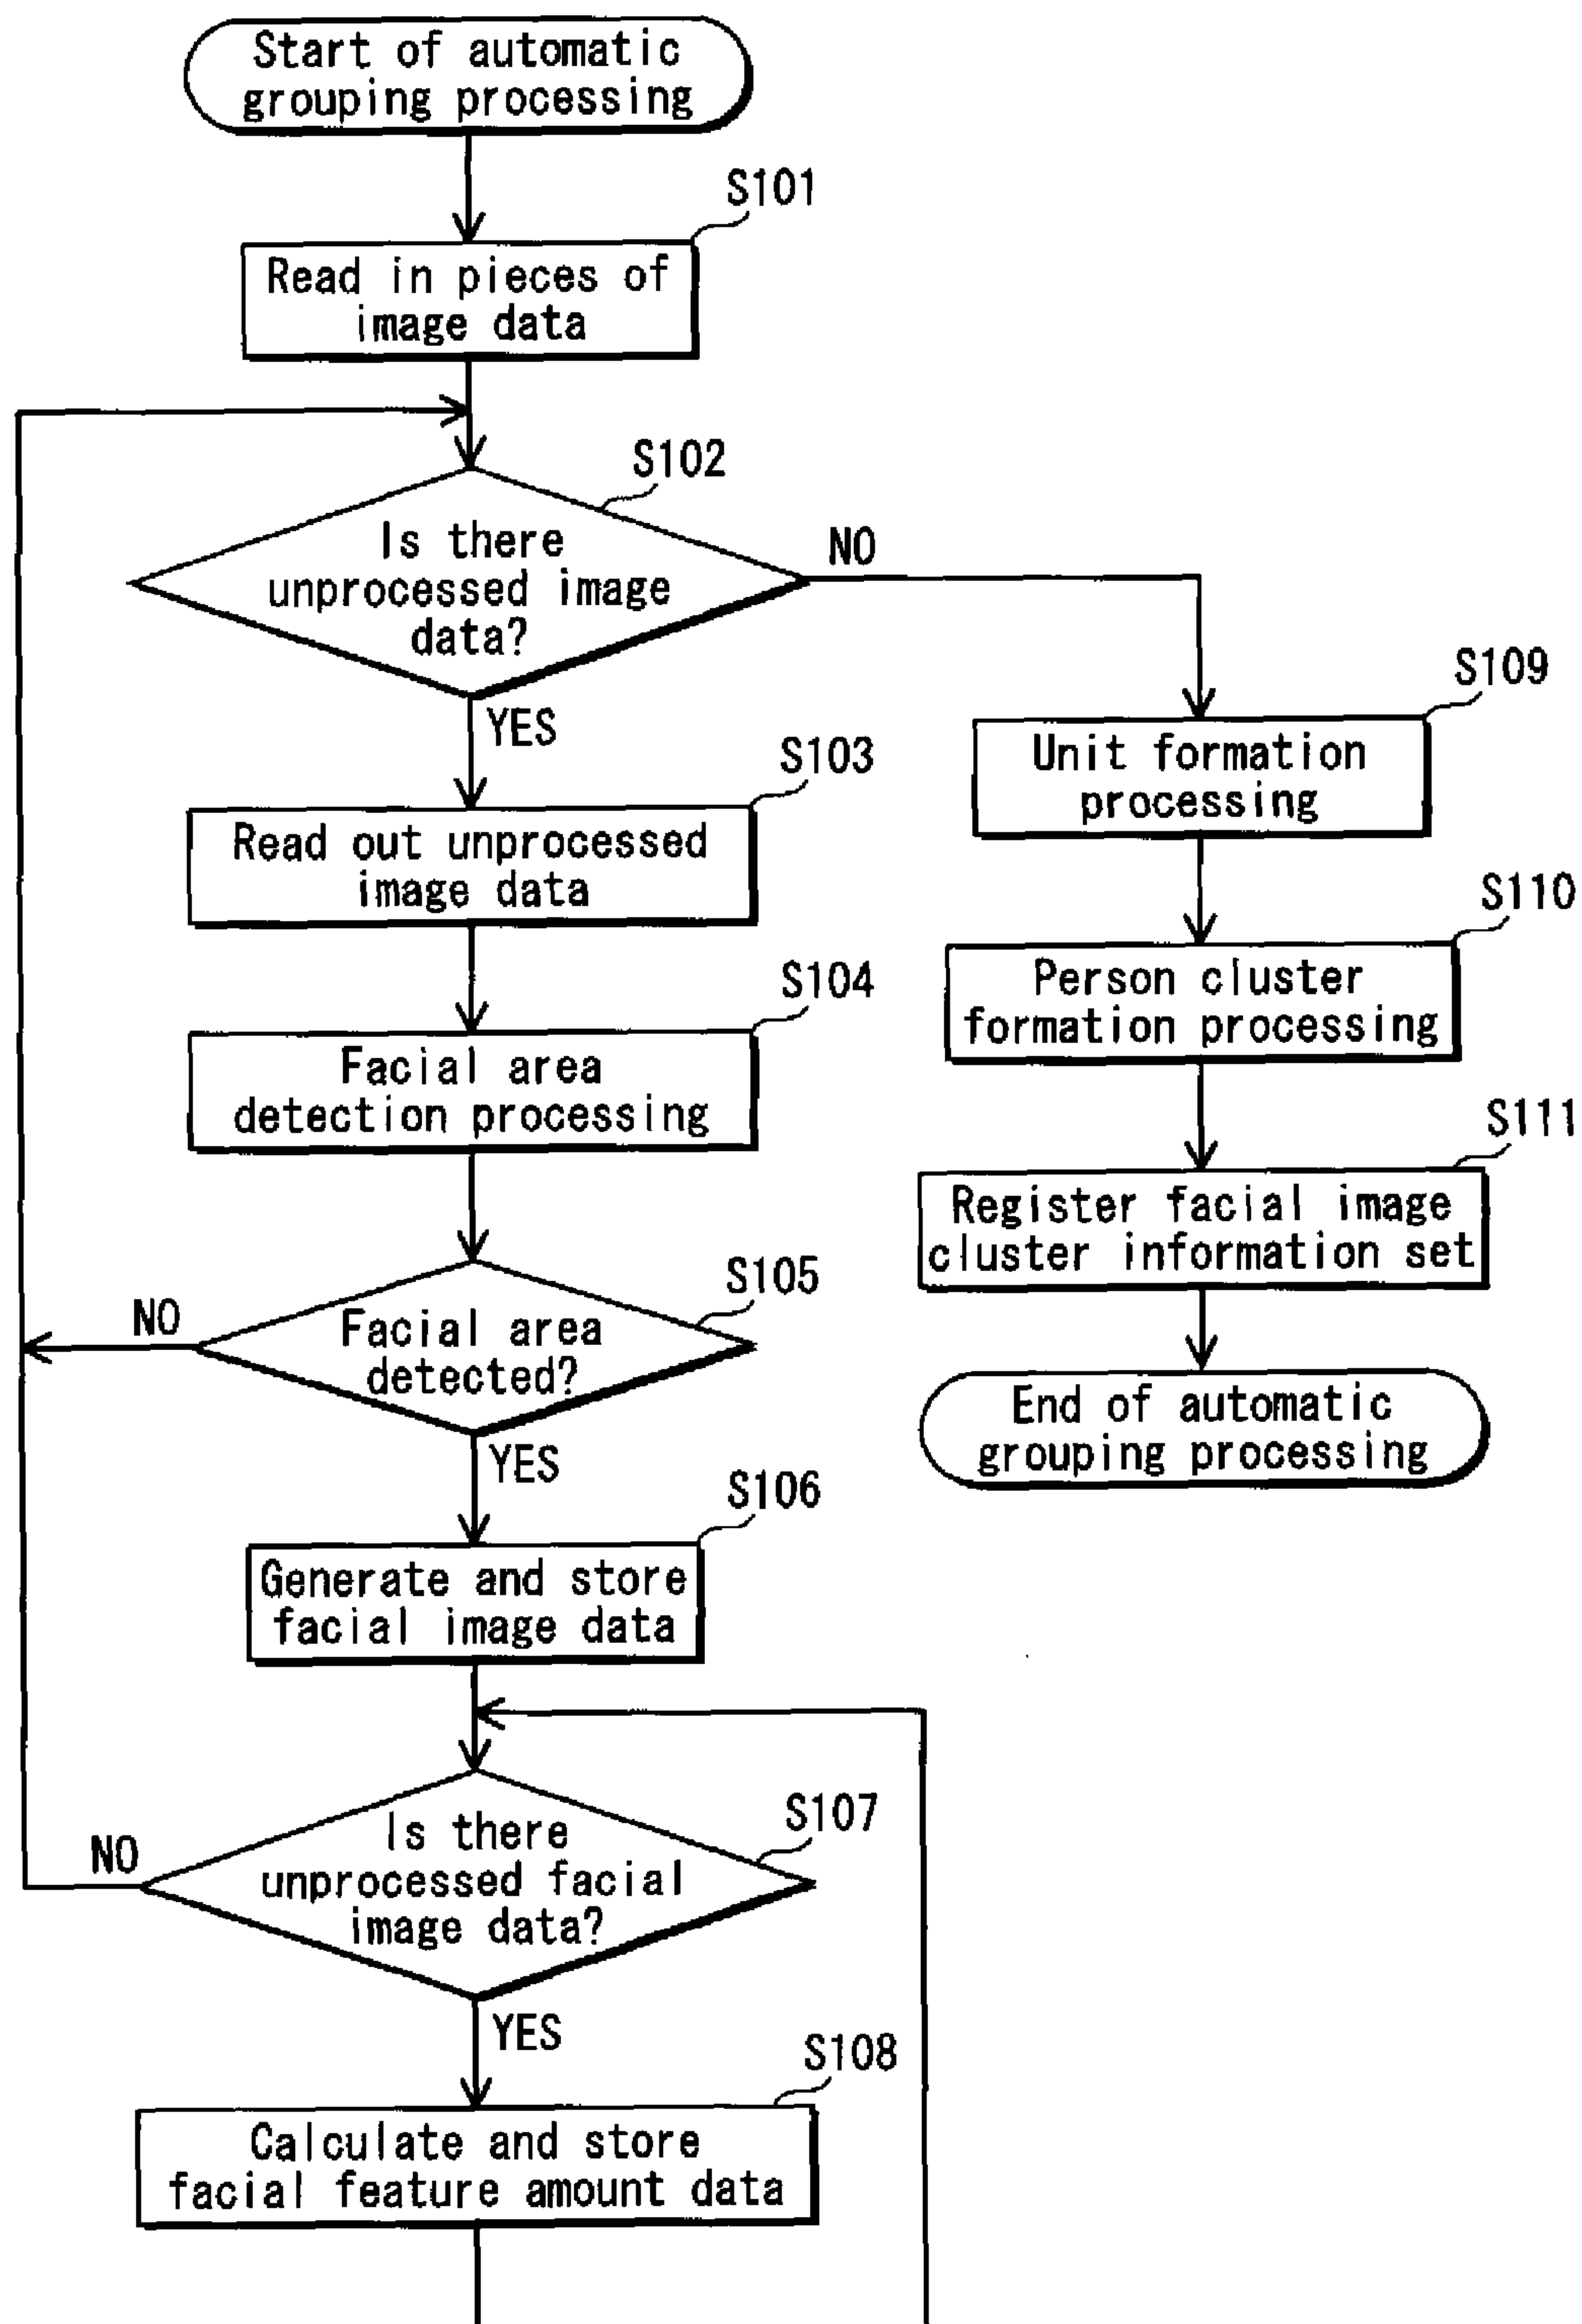 Start of automatic
grouping processing
S101
Read in pieces of
image data
S102
Is there
unprocessed image
data?
NO
YES
S103
Read out unprocessed
image data
S104
Facial area
detection processing
S105
Facial area
detected?
NO
YES
S106
Generate and store
facial image data
S107
Is there
unprocessed facial
image data?
NO
YES
S108
Calculate and store
facial feature amount data
S109
Unit formation
processing
S110
Person cluster
formation processing
S111
Register facial image
cluster information set
End of automatic
grouping processing